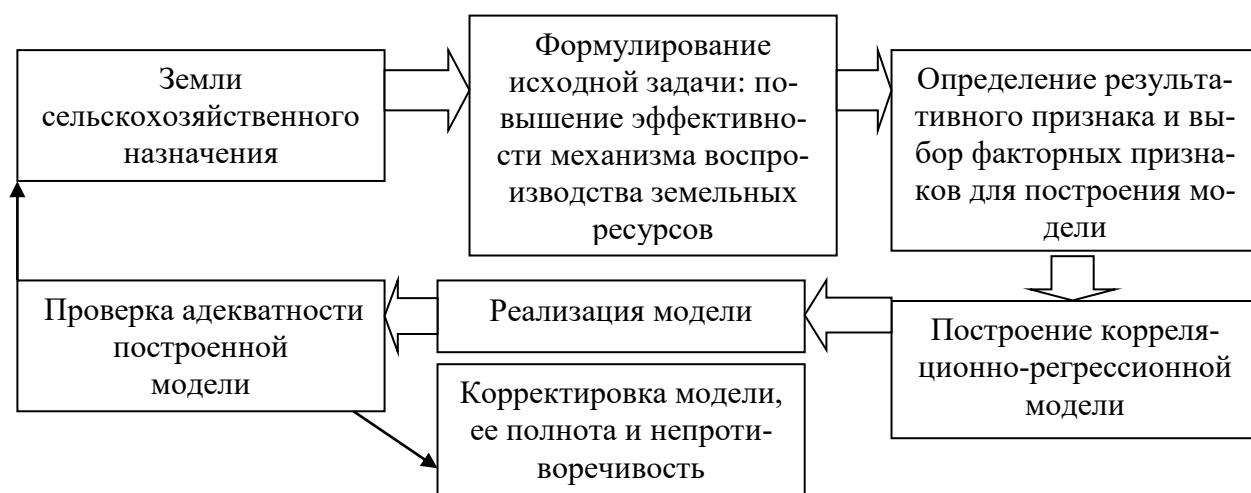 Земли
сельскохозяйственного
назначения
Формулирование
исходной задачи: по-
вышение эффективно-
сти механизма воспро-
изводства земельных
ресурсов
Определение результа-
тивного признака и вы-
бор факторных призна-
ков для построения мо-
дели
Построение корреля-
ционно-регрессионной
модели
Реализация модели
Проверка адекватности
построенной
модели
Корректировка модели,
ее полнота и непроти-
воречивость